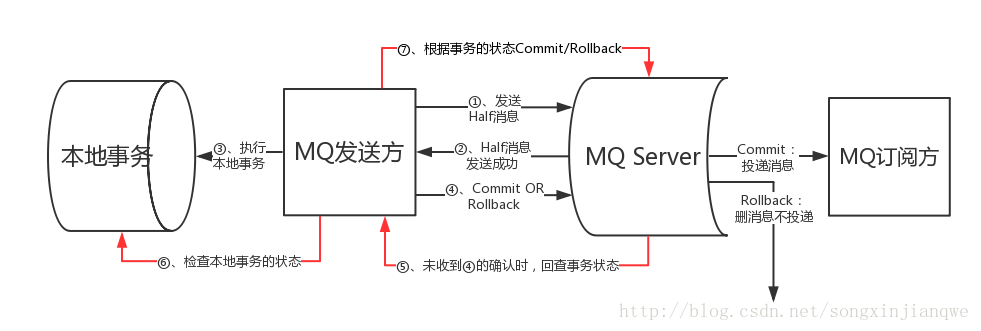 ⑦、根据事务的状态Commit/Rollback
①、发送
Half消息
本地事务
③、执行
本地事务
MQ发送方
②、Half消息
发送成功
MQ Server
Commit：
投递消息
MQ订阅方
④、Commit OR
Rollback
Rollback：
删消息不投递
⑥、检查本地事务的状态
⑤、未收到④的确认时，回查事务状态
http://blog.csdn.net/songxinjianqwe